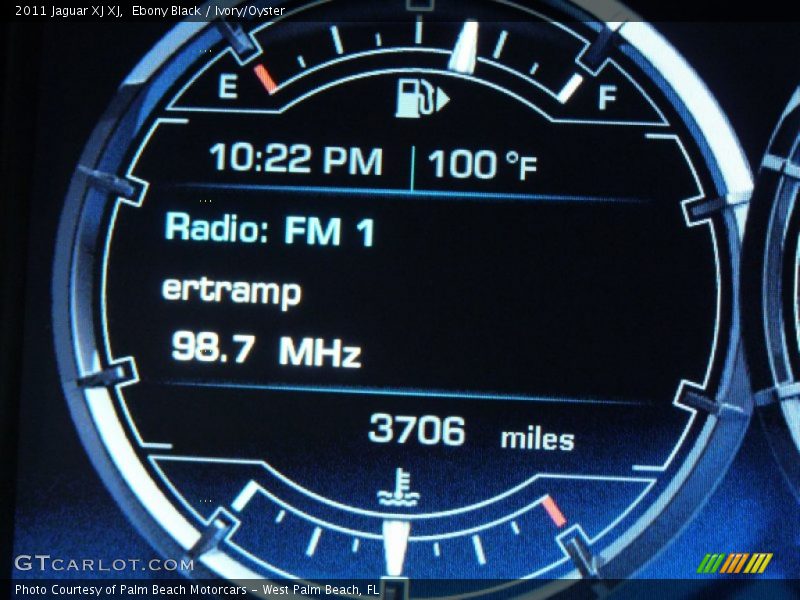 2011 Jaguar XJ XJ, Ebony Black / Ivory/Oyster
E
F
10:22 PM 100 °F
Radio: FM 1
ertramp
98.7 MHz
3706 miles
GTCARLOT.COM
Photo Courtesy of Palm Beach Motorcars - West Palm Beach, FL